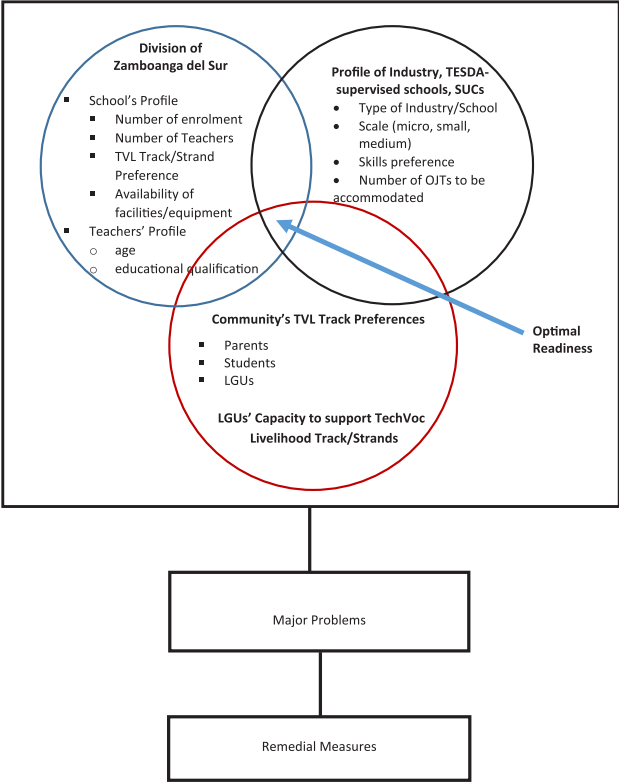 Division of
Zamboanga del Sur
▪ School's Profile
▪ Number of enrolment
▪ Number of Teachers
▪ TVL Track/Strand
Preference
▪ Availability of
facilities/equipment
▪ Teachers' Profile
o age
o educational qualification
Profile of Industry, TESDA-
supervised schools, SUCs
• Type of Industry/School
• Scale (micro, small,
medium)
• Skills preference
• Number of OJTs to be
accommodated
Community's TVL Track Preferences
▪ Parents
▪ Students
▪ LGUs
LGUs' Capacity to support TechVoc
Livelihood Track/Strands
Optimal
Readiness
Major Problems
Remedial Measures